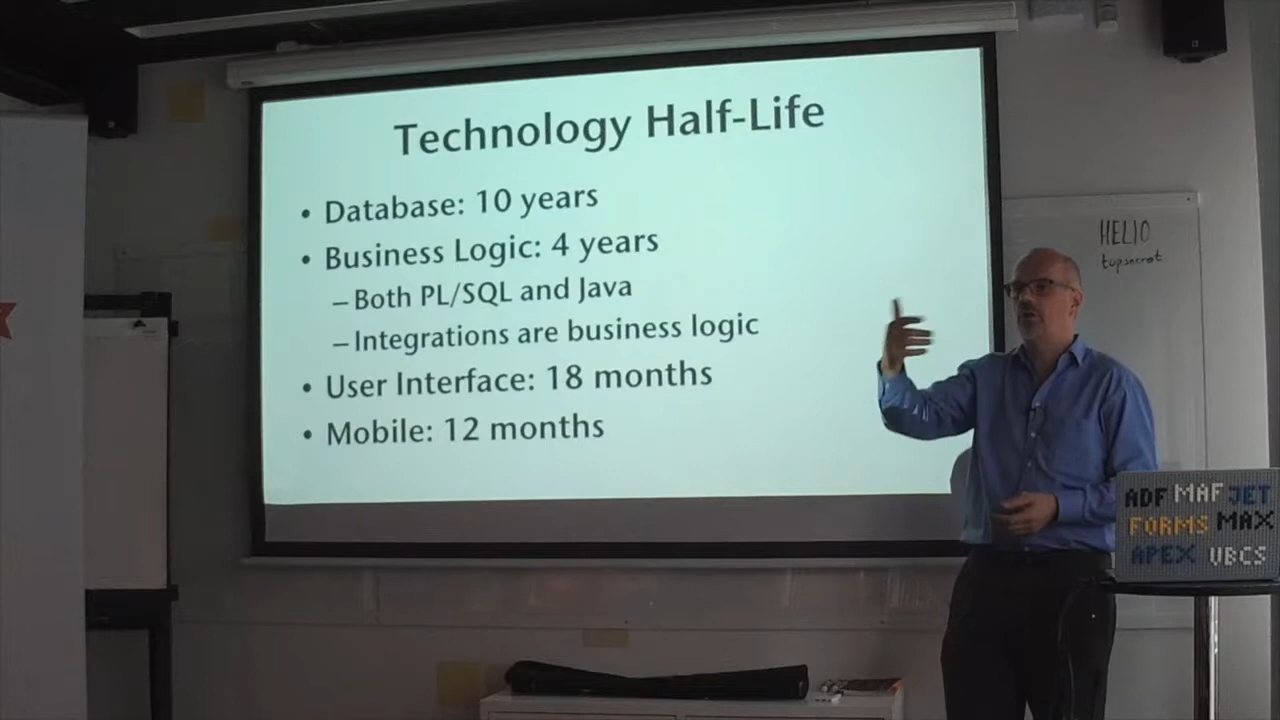 Technology Half-Life
• Database: 10 years
• Business Logic: 4 years
– Both PL/SQL and Java
– Integrations are business logic
• User Interface: 18 months
• Mobile: 12 months
HELIO
topsecret
ADF MAF JET
FORMS MAX
APEX VBCS